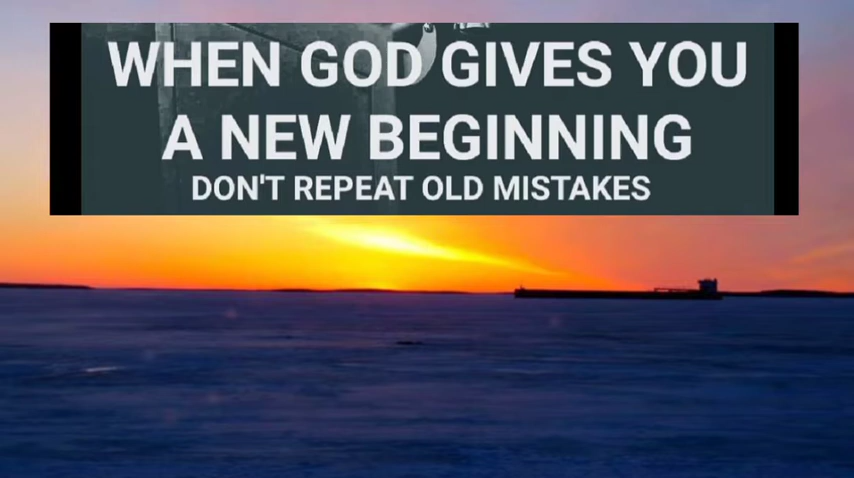 WHEN GOD GIVES YOU
A NEW BEGINNING
DON'T REPEAT OLD MISTAKES